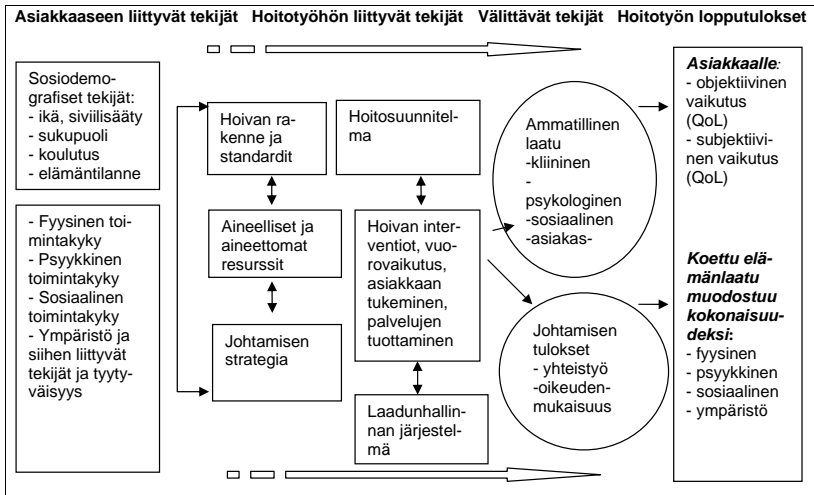 Asiakkaaseen liittyvät tekijät Hoitotyöhön liittyvät tekijät Välittävät tekijät Hoitotyön lopputulokset
Sosiodemo-
grafiset tekijät:
- ikä, siviilisääty
- sukupuoli
- koulutus
- elämäntilanne
- Fyysinen toi-
mintakyky
- Psyykkinen
toimintakyky
- Sosiaalinen
toimintakyky
- Ympäristö ja
siihen liittyvät
tekijät ja tyyty-
väisyys
Hoivan ra-
kenne ja
standardit
Aineelliset ja
aineettomat
resurssit
Johtamisen
strategia
Hoitosuunnitel-
ma
Hoivan interven-
tiot, vuo-
rovaikutus,
asiakkaan
tukeminen,
palvelujen
tuottaminen
Laadunhallin-
nan järjestel-
mä
Ammatillinen
laatu
-kliininen
-
psykologinen
-sosiaalinen
-asiakas-
Johtamisen
tulokset
- yhteistyö
-oikeuden-
mukaisuus
Asiakkaalle:
- objektiivinen
vaikutus
(QoL)
- subjektiivi-
nen vaikutus
(QoL)
Koettu elä-
mänlaatu
muodostuu
kokonaisuu-
deksi:
- fyysinen
- psyykkinen
- sosiaalinen
- ympäristö